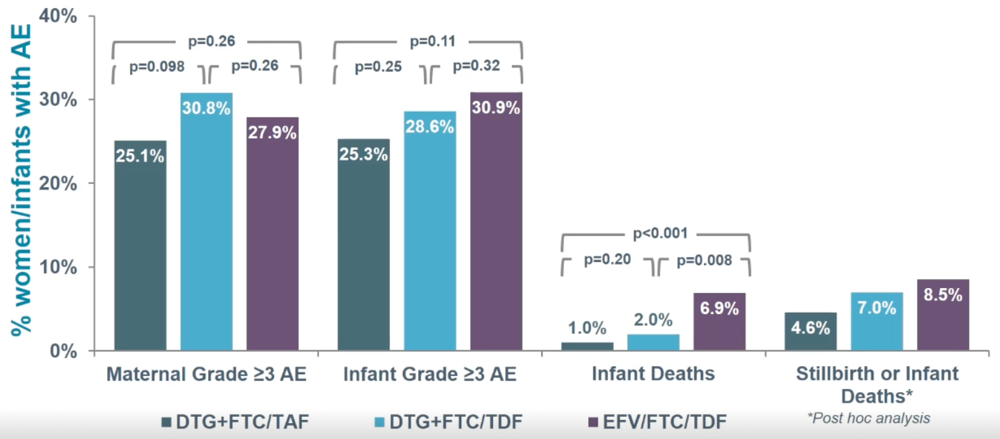 % women/infants with AE
40%
30%
20%
10%
0%
p=0.26
p=0.098
p=0.26
30.8%
27.9%
25.1%
p=0.11
p=0.25
p=0.32
30.9%
28.6%
25.3%
p<0.001
p=0.20
p=0.008
1.0%
2.0%
6.9%
4.6%
7.0%
8.5%
Maternal Grade ≥3 AE
Infant Grade ≥3 AE
Infant Deaths
Stillbirth or Infant
Deaths*
*Post hoc analysis
DTG+FTC/TAF
DTG+FTC/TDF
EFV/FTC/TDF